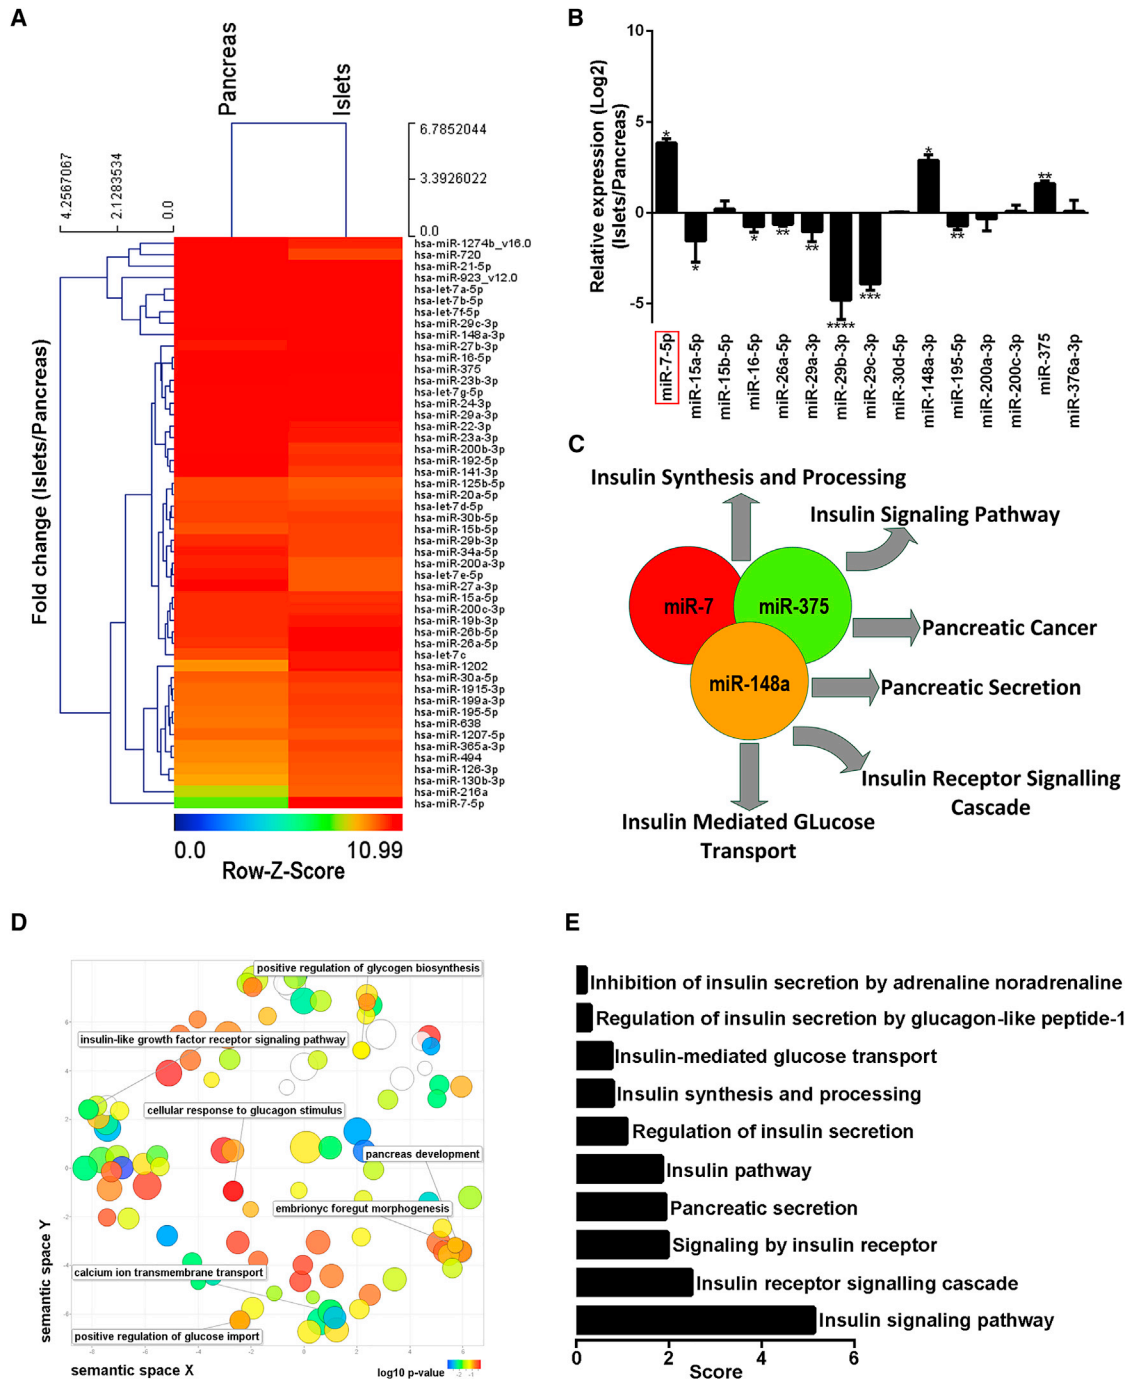 A
Pancreas
Islets
4.2567067
2.1283534
0.0
6.7852044
3.3926022
0.0
Fold change (Islets/Pancreas)
hsa-miR-1274b_v16.0
hsa-miR-720
hsa-miR-21-5p
hsa-miR-923_v12.0
hsa-let-7a-5p
hsa-let-7b-5p
hsa-let-7f-5p
hsa-miR-29c-3p
hsa-miR-148a-3p
hsa-miR-27b-3p
hsa-miR-16-5p
hsa-miR-375
hsa-miR-23b-3p
hsa-let-7g-5p
hsa-miR-24-3p
hsa-miR-29a-3p
hsa-miR-22-3p
hsa-miR-23a-3p
hsa-miR-200b-3p
hsa-miR-192-5p
hsa-miR-141-3p
hsa-miR-125b-5p
hsa-miR-20a-5p
hsa-let-7d-5p
hsa-miR-30b-5p
hsa-miR-15b-5p
hsa-miR-29b-3p
hsa-miR-34a-5p
hsa-miR-200a-3p
hsa-let-7e-5p
hsa-miR-27a-3p
hsa-miR-15a-5p
hsa-miR-200c-3p
hsa-miR-19b-3p
hsa-miR-26b-5p
hsa-miR-26a-5p
hsa-let-7c
hsa-miR-1202
hsa-miR-30a-5p
hsa-miR-1915-3p
hsa-miR-199a-3p
hsa-miR-195-5p
hsa-miR-638
hsa-miR-1207-5p
hsa-miR-365a-3p
hsa-miR-494
hsa-miR-126-3p
hsa-miR-130b-3p
hsa-miR-216a
hsa-miR-7-5p
0.0
10.99
Row-Z-Score
B
Relative expression (Log2)
(Islets/Pancreas)
10
5
0
-5
*
*
*
**
**
****
***
*
**
**
miR-7-5p
miR-15a-5p
miR-15b-5p
miR-16-5p
miR-26a-5p
miR-29a-3p
miR-29b-3p
miR-29c-3p
miR-30d-5p
miR-148a-3p
miR-195-5p
miR-200a-3p
miR-200c-3p
miR-375
miR-376a-3p
C
Insulin Synthesis and Processing
Insulin Signaling Pathway
miR-7
miR-375
Pancreatic Cancer
miR-148a
Pancreatic Secretion
Insulin Receptor Signalling
Cascade
Insulin Mediated GLucose
Transport
D
positive regulation of glycogen biosynthesis
insulin-like growth factor receptor signaling pathway
cellular response to glucagon stimulus
pancreas development
embrionyc foregut morphogenesis
calcium ion transmembrane transport
positive regulation of glucose import
semantic space Y
6
4
2
0
-2
-4
-6
-8
-6
-4
-2
0
2
4
6
semantic space X
log10 p-value
-2
-1
E
Inhibition of insulin secretion by adrenaline noradrenaline
Regulation of insulin secretion by glucagon-like peptide-1
Insulin-mediated glucose transport
Insulin synthesis and processing
Regulation of insulin secretion
Insulin pathway
Pancreatic secretion
Signaling by insulin receptor
Insulin receptor signalling cascade
Insulin signaling pathway
0
2
4
6
Score